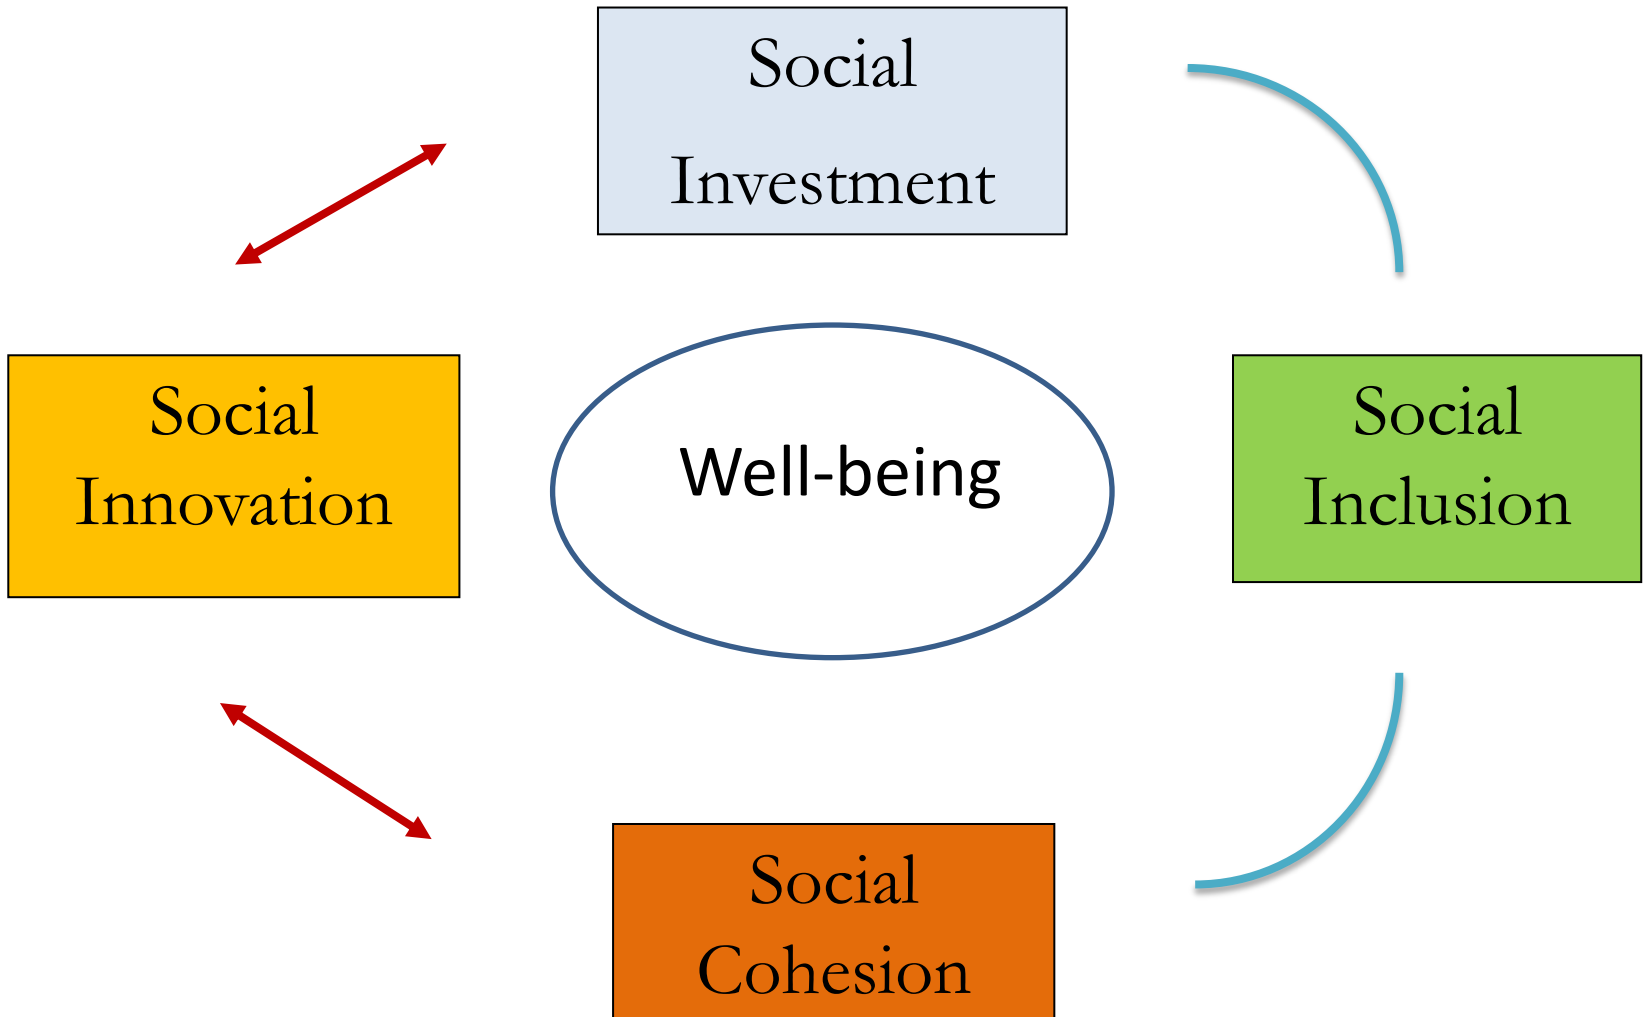 Social
Investment
Social
Innovation
Well-being
Social
Inclusion
Social
Cohesion